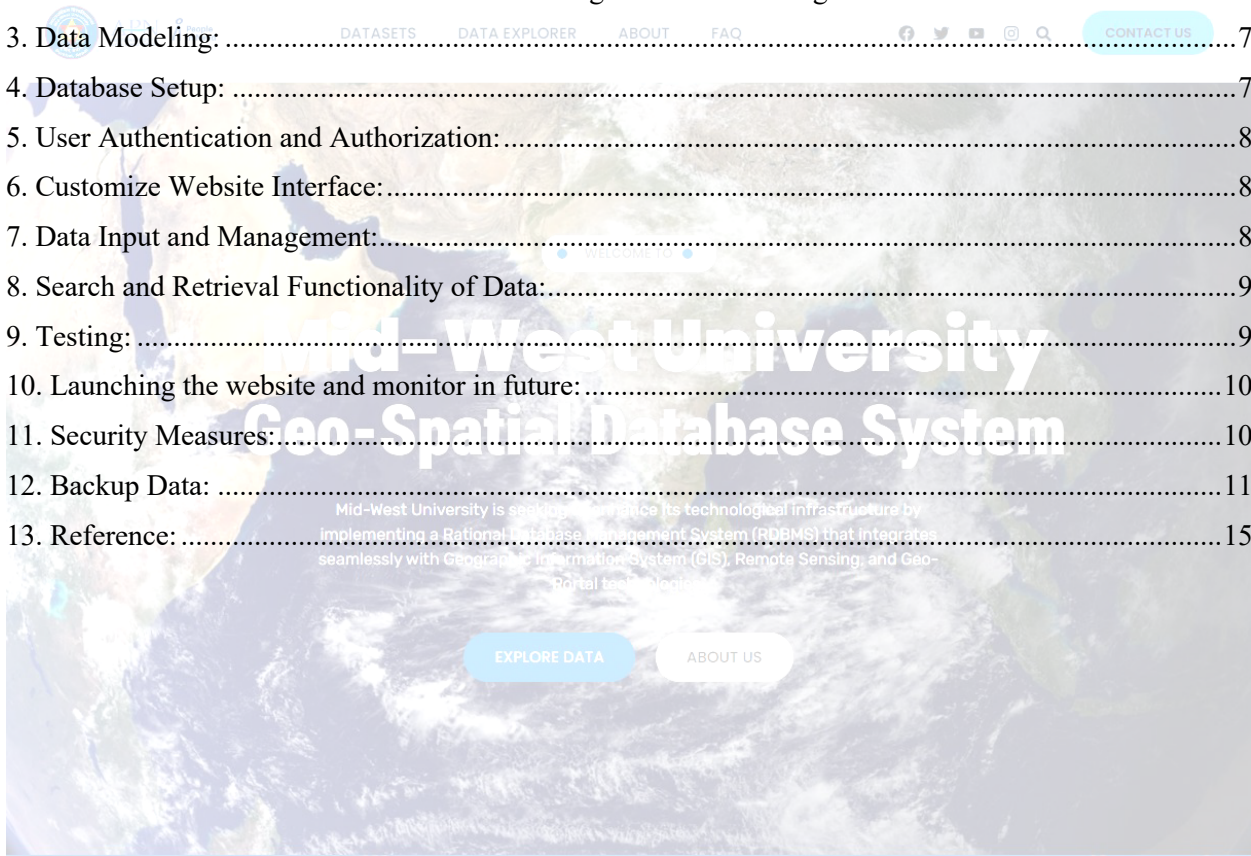 DATASETS DATA EXPLORER ABOUT FAQ CONTACT US
3. Data Modeling: 7
4. Database Setup: 7
5. User Authentication and Authorization: 8
6. Customize Website Interface: 8
7. Data Input and Management: 8
WELCOME TO
8. Search and Retrieval Functionality of Data: 9
9. Testing: 9
Mid-West University
10. Launching the website and monitor in future: 10
Geo-Spatial Database System
11. Security Measures: 10
12. Backup Data: 11
Mid-West University is seeking to enhance its technological infrastructure by
13. Reference: 15
implementing a Rational Database Management System (RDBMS) that integrates
seamlessly with Geographic Information System (GIS), Remote Sensing, and Geo-
Portal technologies.
EXPLORE DATA ABOUT US